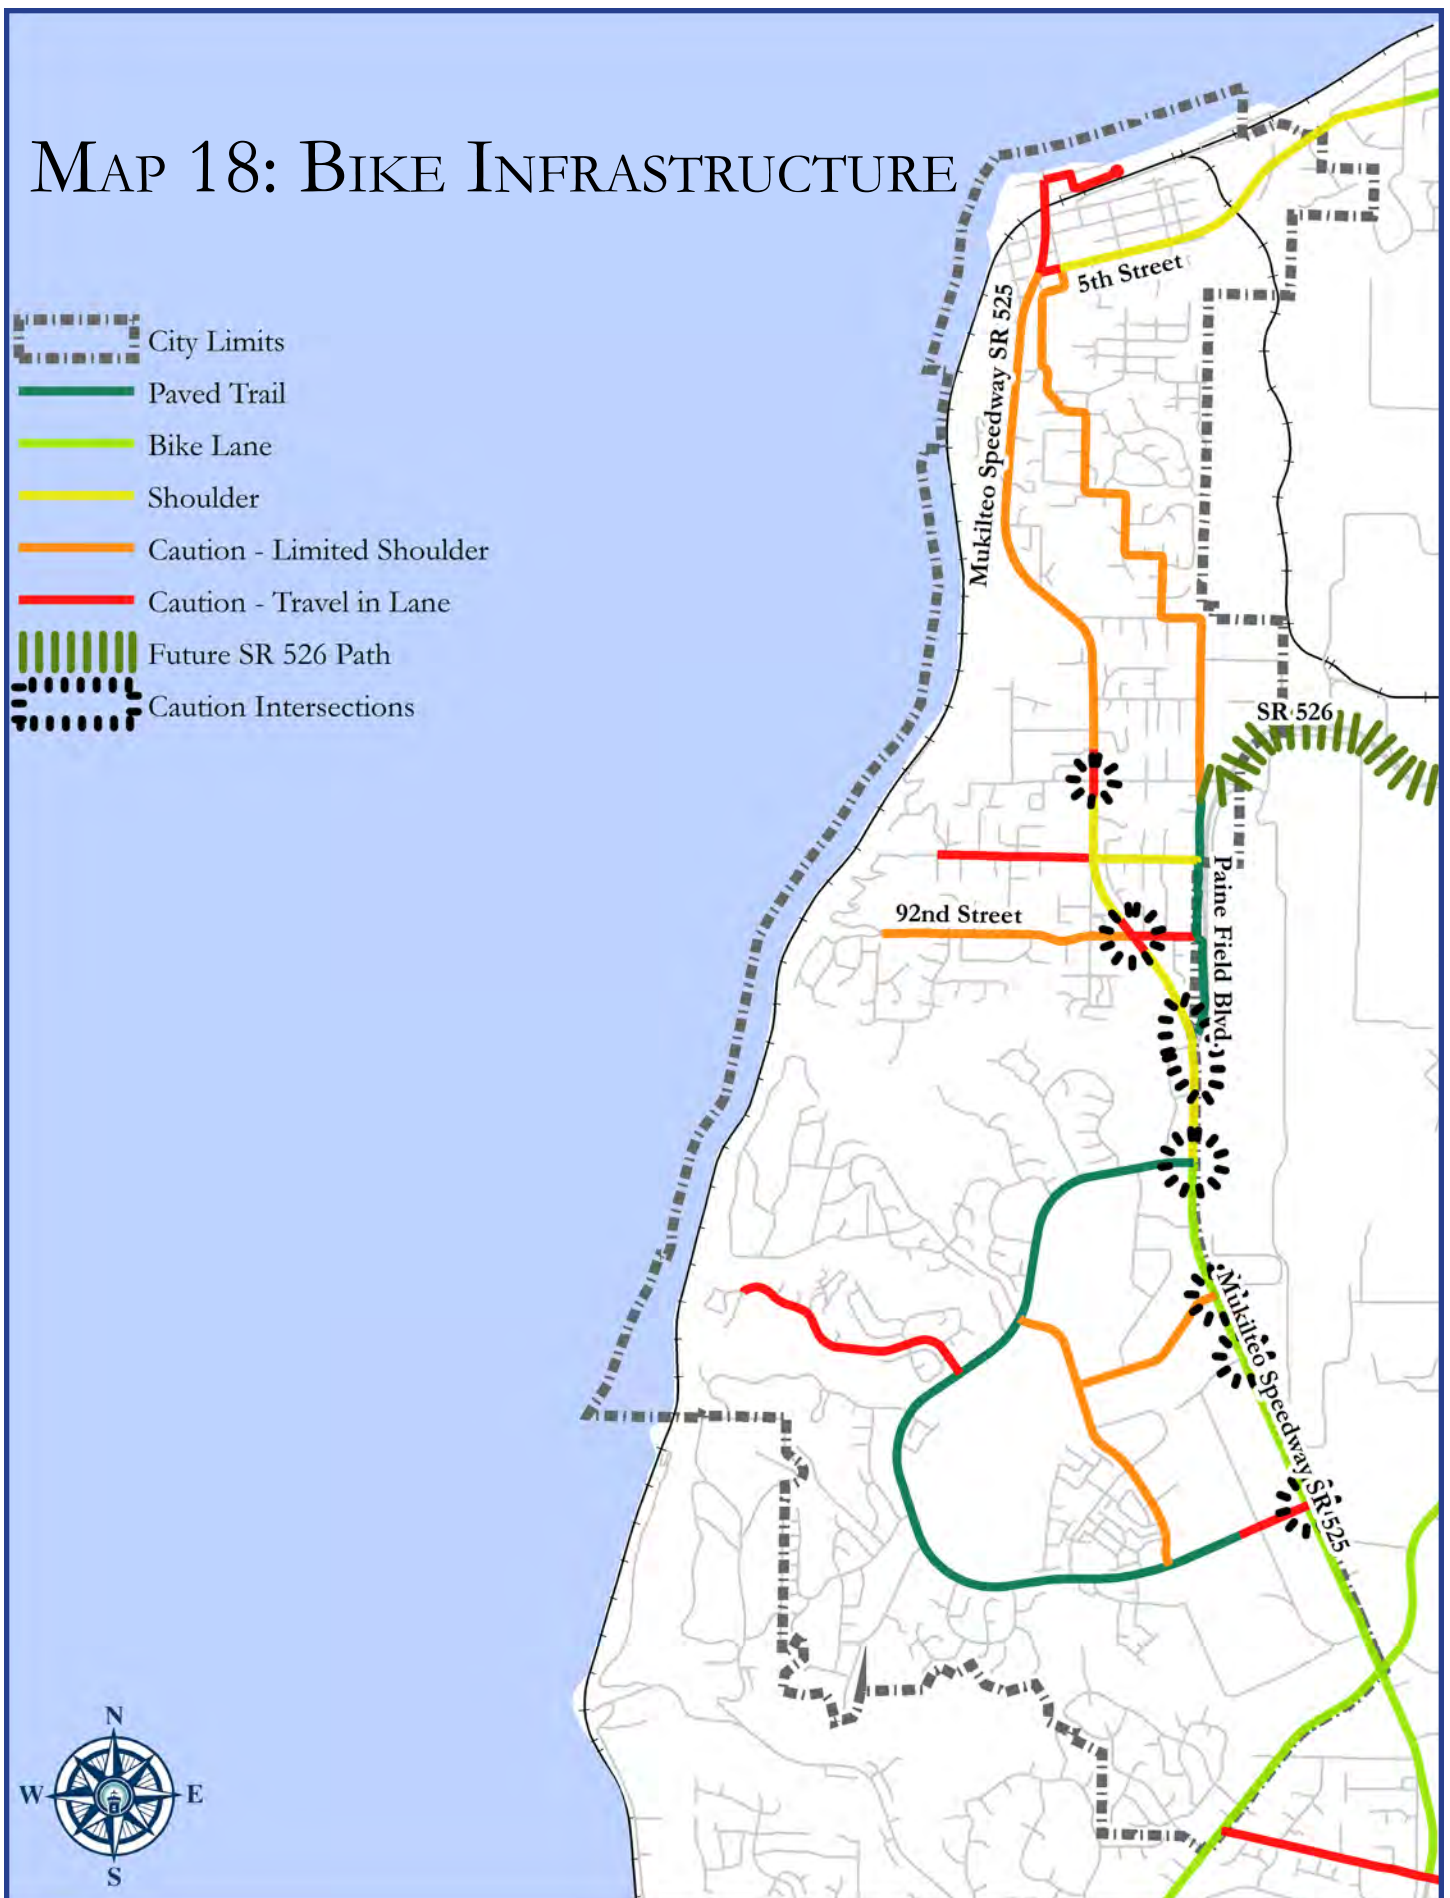 MAP 18: BIKE INFRASTRUCTURE
City Limits
Paved Trail
Bike Lane
Shoulder
Caution - Limited Shoulder
Caution - Travel in Lane
Future SR 526 Path
Caution Intersections
5th Street
Mukilteo Speedway SR 525
SR 526
92nd Street
Paine Field Blvd.
Mukilteo Speedway SR 525
N
W
E
S